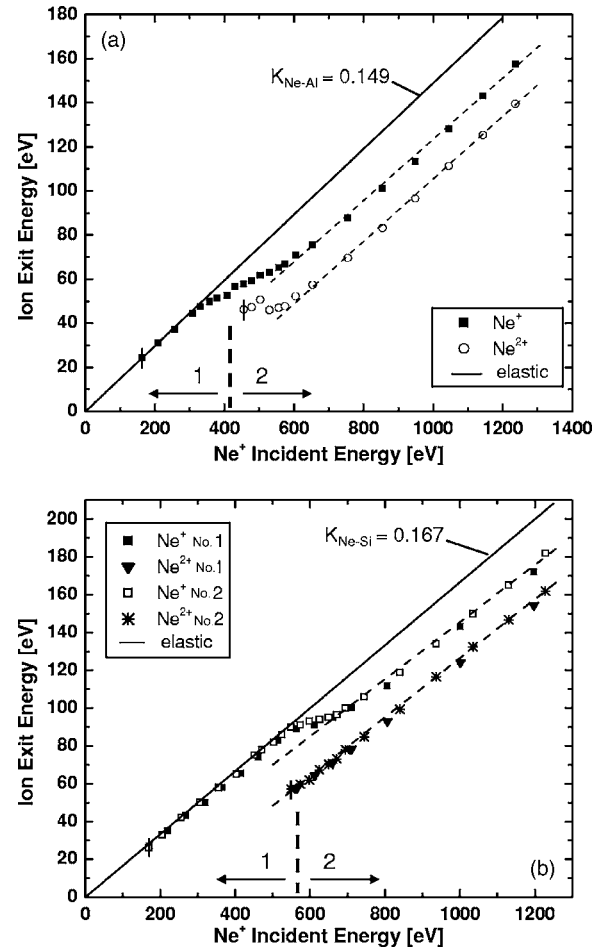 (a)
K_Ne-Al = 0.149
180
160
140
120
100
80
60
40
20
0
Ion Exit Energy [eV]
Ne⁺
Ne²⁺
elastic
1 2
0 200 400 600 800 1000 1200 1400
Ne⁺ Incident Energy [eV]
Ne⁺ No. 1
Ne²⁺ No. 1
Ne⁺ No. 2
Ne²⁺ No. 2
elastic
K_Ne-Si = 0.167
200
180
160
140
120
100
80
60
40
20
0
Ion Exit Energy [eV]
1 2
(b)
0 200 400 600 800 1000 1200
Ne⁺ Incident Energy [eV]